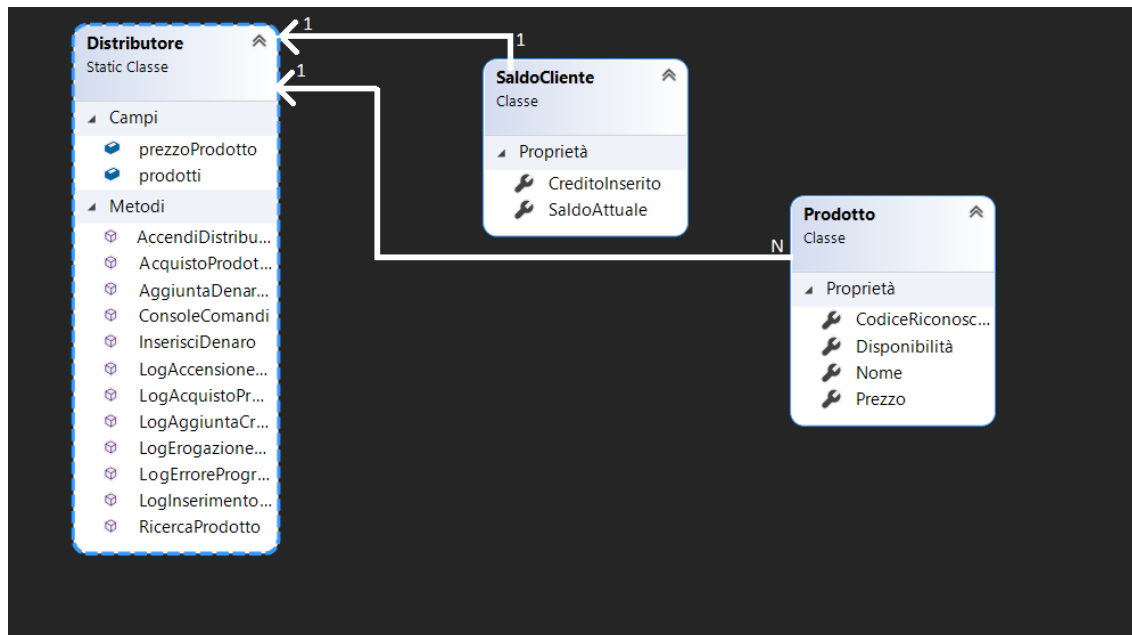 Distributore
Static Classe
Campi
prezzoProdotto
prodotti
Metodi
AccendiDistribu...
AcquistoProdot...
AggiuntaDenar...
ConsoleComandi
InserisciDenaro
LogAccensione...
LogAcquistoPr...
LogAggiuntaCr...
LogErogazione...
LogErroreProgr...
LogInserimento...
RicercaProdotto
1
1
1
SaldoCliente
Classe
Proprietà
CreditoInserito
SaldoAttuale
N
Prodotto
Classe
Proprietà
CodiceRiconosc...
Disponibilità
Nome
Prezzo